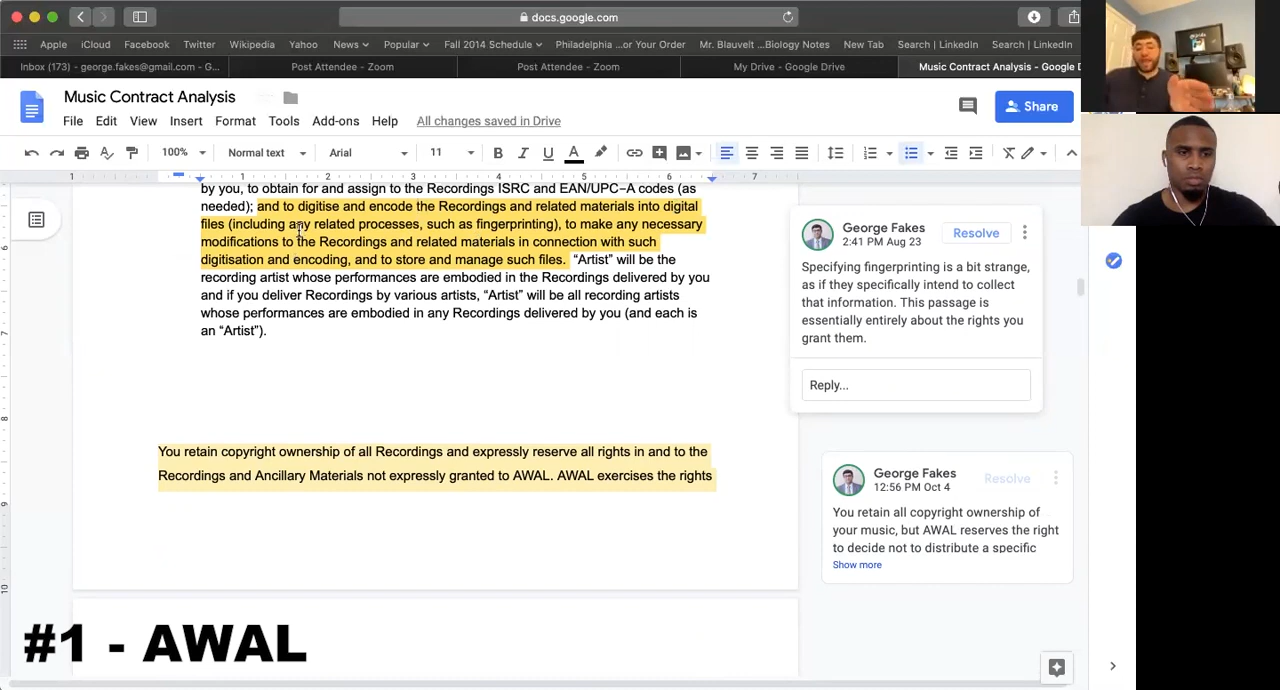 docs.google.com
Apple iCloud Facebook Twitter Wikipedia Yahoo News Popular Fall 2014 Schedule Philadelphia ...or Your Order Mr. Blauvelt ...Biology Notes New Tab Search | LinkedIn Search | LinkedIn
Inbox (173) - george.fakes@gmail.com - G... Post Attendee - Zoom Post Attendee - Zoom My Drive - Google Drive Music Contract Analysis - Google D
Music Contract Analysis
Share
File Edit View Insert Format Tools Add-ons Help All changes saved in Drive
100% Normal text Arial 11
1 1 2 3 4 5 6 7
by you, to obtain for and assign to the Recordings ISRC and EAN/UPC–A codes (as
needed); and to digitise and encode the Recordings and related materials into digital
files (including any related processes, such as fingerprinting), to make any necessary
modifications to the Recordings and related materials in connection with such
digitisation and encoding, and to store and manage such files. “Artist” will be the
recording artist whose performances are embodied in the Recordings delivered by you
and if you deliver Recordings by various artists, “Artist” will be all recording artists
whose performances are embodied in any Recordings delivered by you (and each is
an “Artist”).
You retain copyright ownership of all Recordings and expressly reserve all rights in and to the
Recordings and Ancillary Materials not expressly granted to AWAL. AWAL exercises the rights
George Fakes
2:41 PM Aug 23
Resolve
Specifying fingerprinting is a bit strange,
as if they specifically intend to collect
that information. This passage is
essentially entirely about the rights you
grant them.
Reply...
George Fakes
12:56 PM Oct 4
Resolve
You retain all copyright ownership of
your music, but AWAL reserves the right
to decide not to distribute a specific
Show more
6
7
8
9
10
#1 - AWAL